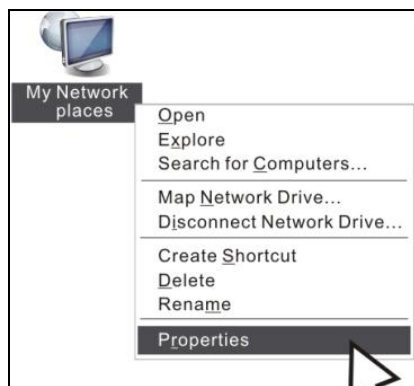 My Network
places
Open
Explore
Search for Computers...
Map Network Drive...
Disconnect Network Drive...
Create Shortcut
Delete
Rename
Properties